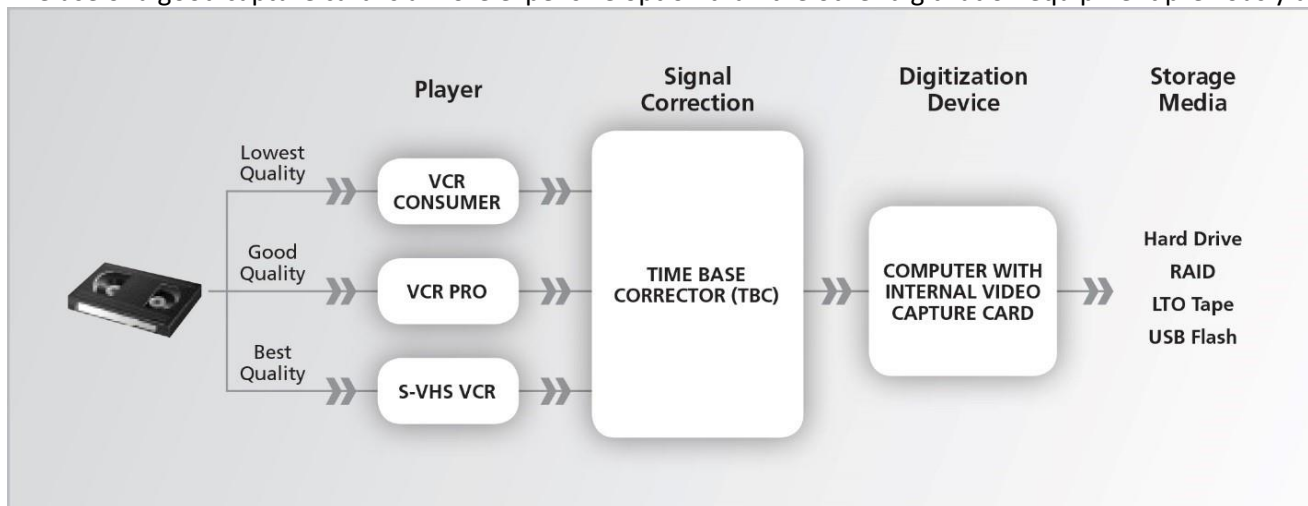 Player
Signal
Correction
Digitization
Device
Storage
Media
Lowest
Quality
VCR
CONSUMER
Good
Quality
VCR PRO
Best
Quality
S-VHS VCR
TIME BASE
CORRECTOR (TBC)
COMPUTER WITH
INTERNAL VIDEO
CAPTURE CARD
Hard Drive
RAID
LTO Tape
USB Flash